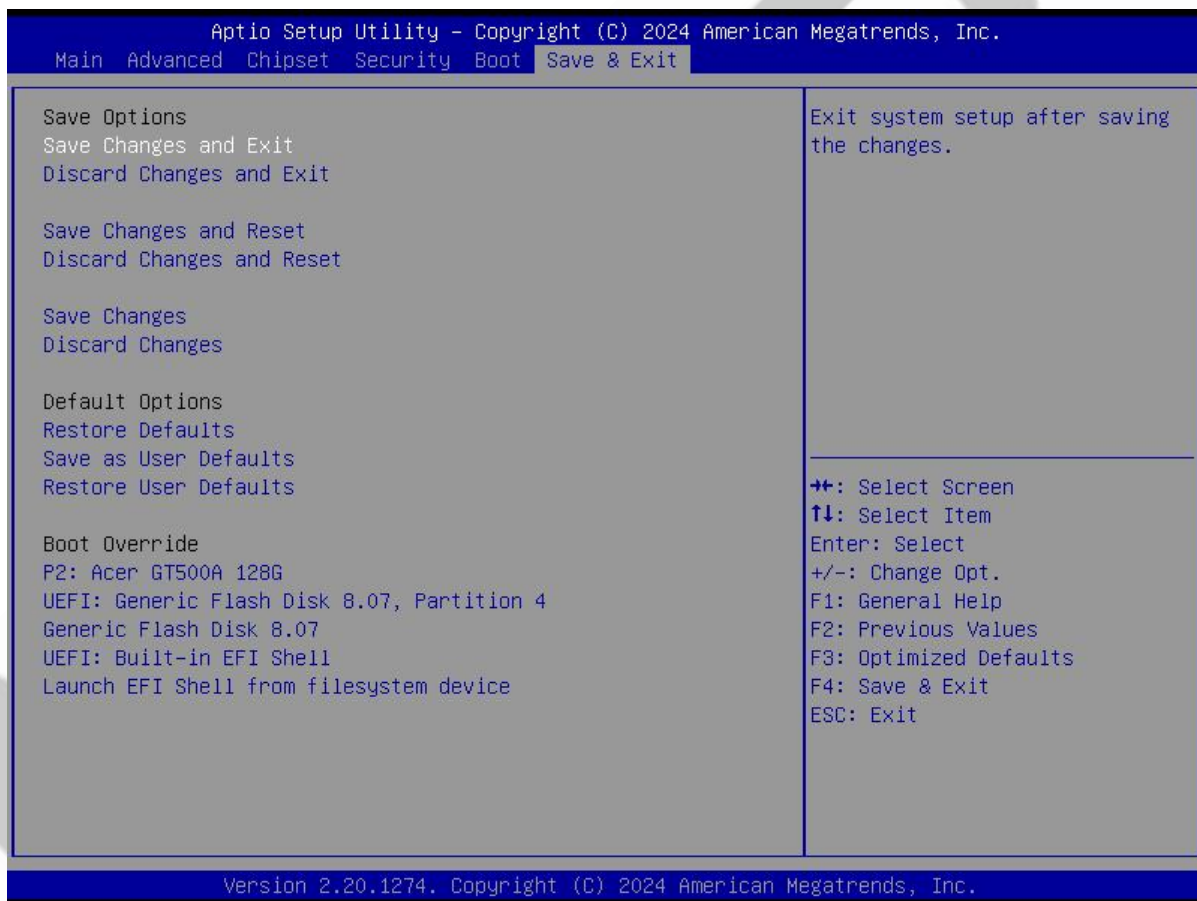 Aptio Setup Utility – Copyright (C) 2024 American Megatrends, Inc.
Main Advanced Chipset Security Boot Save & Exit
Save Options
Save Changes and Exit
Discard Changes and Exit
Save Changes and Reset
Discard Changes and Reset
Save Changes
Discard Changes
Default Options
Restore Defaults
Save as User Defaults
Restore User Defaults
Boot Override
P2: Acer GT500A 128G
UEFI: Generic Flash Disk 8.07, Partition 4
Generic Flash Disk 8.07
UEFI: Built-in EFI Shell
Launch EFI Shell from filesystem device
Exit system setup after saving
the changes.
→←: Select Screen
↑↓: Select Item
Enter: Select
+/-: Change Opt.
F1: General Help
F2: Previous Values
F3: Optimized Defaults
F4: Save & Exit
ESC: Exit
Version 2.20.1274. Copyright (C) 2024 American Megatrends, Inc.